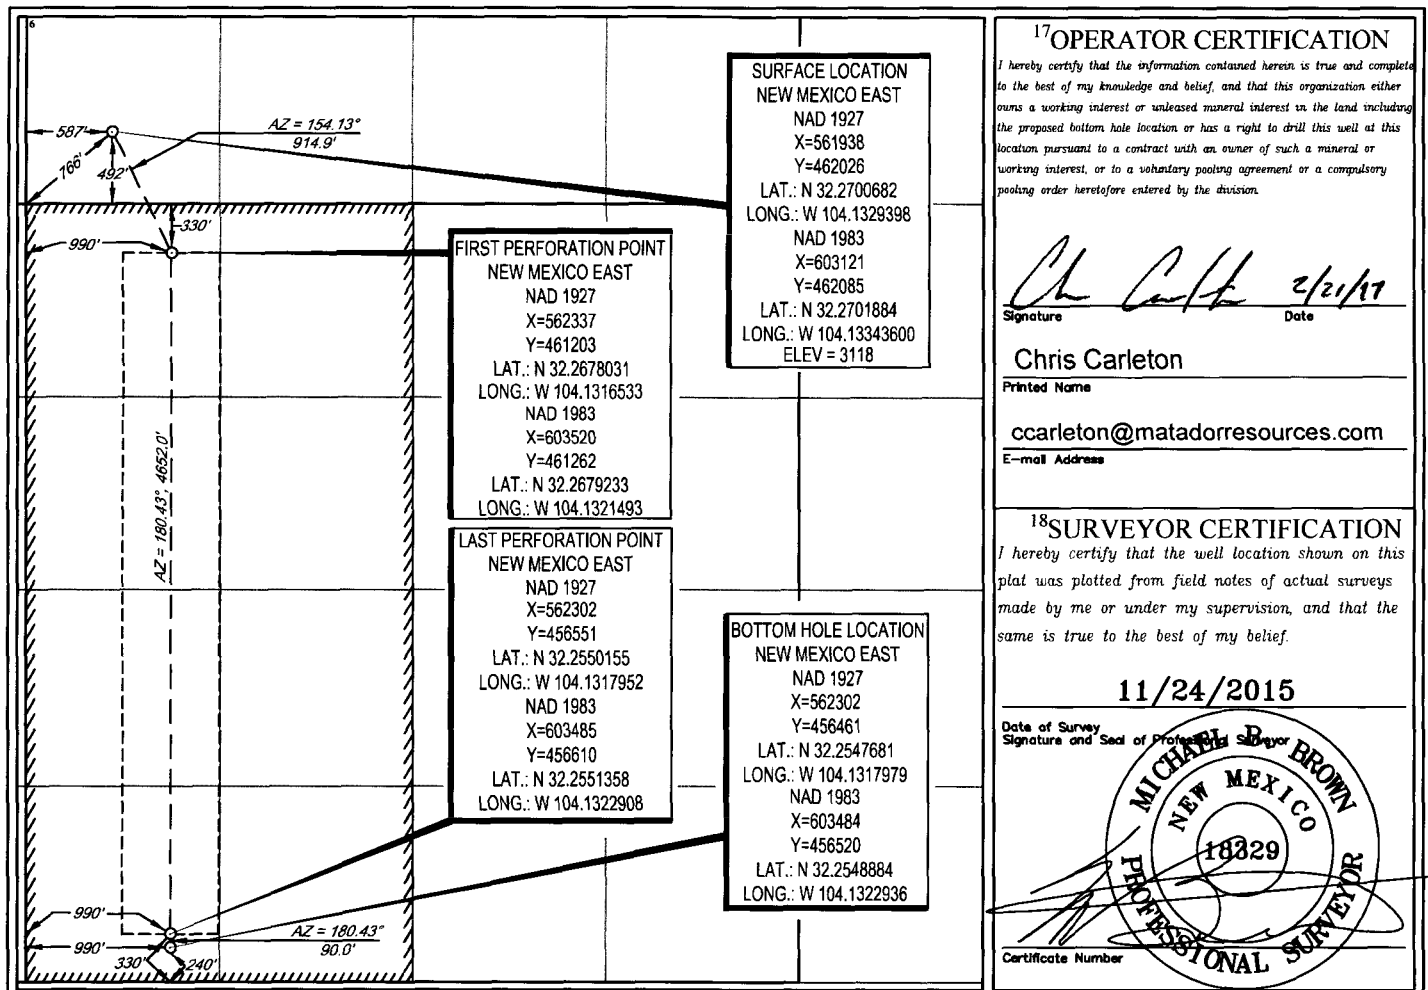 6
587'
AZ = 154.13°
914.9'
766'
492'
330'
990'
AZ = 180.43°, 4652.0'
990'
990'
AZ = 180.43°
90.0'
330'
240'
SURFACE LOCATION
NEW MEXICO EAST
NAD 1927
X=561938
Y=462026
LAT.: N 32.2700682
LONG.: W 104.1329398
NAD 1983
X=603121
Y=462085
LAT.: N 32.2701884
LONG.: W 104.13343600
ELEV = 3118
FIRST PERFORATION POINT
NEW MEXICO EAST
NAD 1927
X=562337
Y=461203
LAT.: N 32.2678031
LONG.: W 104.1316533
NAD 1983
X=603520
Y=461262
LAT.: N 32.2679233
LONG.: W 104.1321493
LAST PERFORATION POINT
NEW MEXICO EAST
NAD 1927
X=562302
Y=456551
LAT.: N 32.2550155
LONG.: W 104.1317952
NAD 1983
X=603485
Y=456610
LAT.: N 32.2551358
LONG.: W 104.1322908
BOTTOM HOLE LOCATION
NEW MEXICO EAST
NAD 1927
X=562302
Y=456461
LAT.: N 32.2547681
LONG.: W 104.1317979
NAD 1983
X=603484
Y=456520
LAT.: N 32.2548884
LONG.: W 104.1322936
17 OPERATOR CERTIFICATION
I hereby certify that the information contained herein is true and complete
to the best of my knowledge and belief, and that this organization either
owns a working interest or unleased mineral interest in the land including
the proposed bottom hole location or has a right to drill this well at this
location pursuant to a contract with an owner of such a mineral or
working interest, or to a voluntary pooling agreement or a compulsory
pooling order heretofore entered by the division.
2/21/17
Signature Date
Chris Carleton
Printed Name
ccarleton@matadorresources.com
E-mail Address
18 SURVEYOR CERTIFICATION
I hereby certify that the well location shown on this
plat was plotted from field notes of actual surveys
made by me or under my supervision, and that the
same is true to the best of my belief.
11/24/2015
Date of Survey
Signature and Seal of Professional Surveyor
MICHAEL B. BROWN
NEW MEXICO
18329
PROFESSIONAL SURVEYOR
Certificate Number